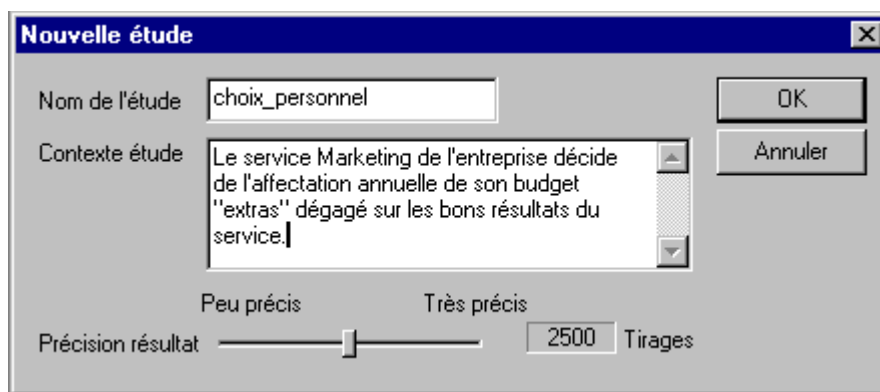 Nouvelle étude
Nom de l'étude choix_personnel OK
Contexte étude Le service Marketing de l'entreprise décide Annuler
de l'affectation annuelle de son budget
"extras" dégagé sur les bons résultats du
service.
Peu précis Très précis
Précision résultat 2500 Tirages